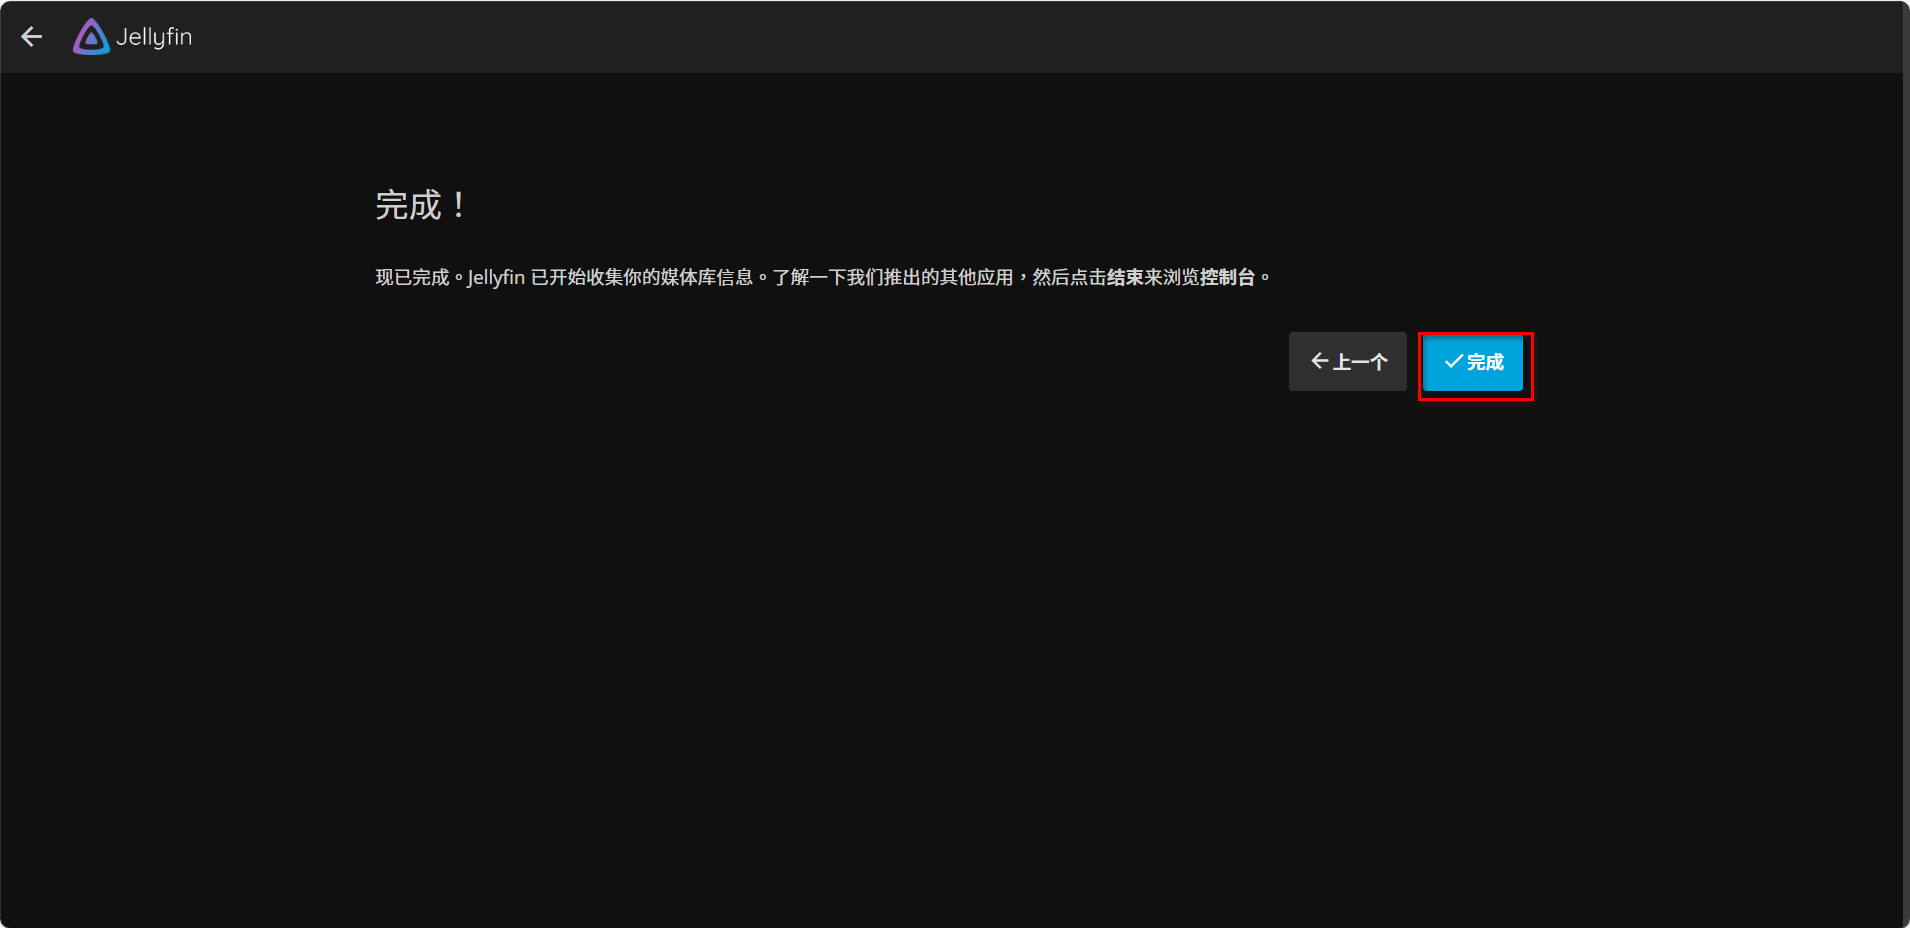 Jellyfin
完成！
现已完成。Jellyfin 已开始收集你的媒体库信息。了解一下我们推出的其他应用，然后点击结束来浏览控制台。
上一个
完成